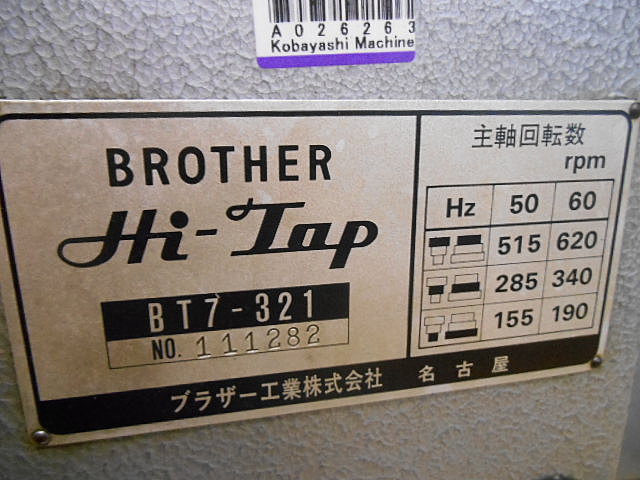 A026263
Kobayashi Machine
BROTHER
Hi-Tap
BT7-321
NO. 111282
主軸回転数
rpm
Hz 50 60
515 620
285 340
155 190
ブラザー工業株式会社 名古屋